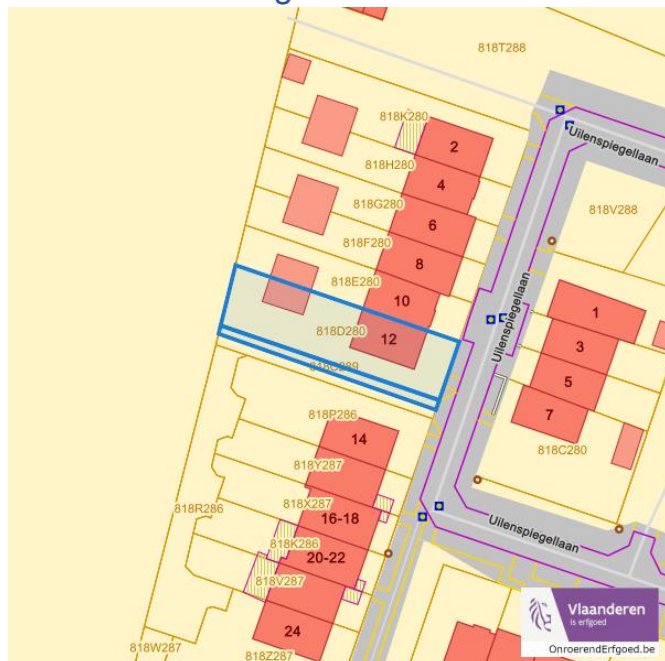 818T288
818K280
2
Uilenspiegellaan
818H280
4
818G280
818V288
6
818F280
8
818E280
10
1
818D280
12
Uilenspiegellaan
3
5
7
818P286
14
818C280
818Y287
818R286
818X287
16-18
818K286
20-22
Uilenspiegellaan
818V287
24
818W287
818Z287
Vlaanderen
is erfgoed
OnroerendErfgoed.be